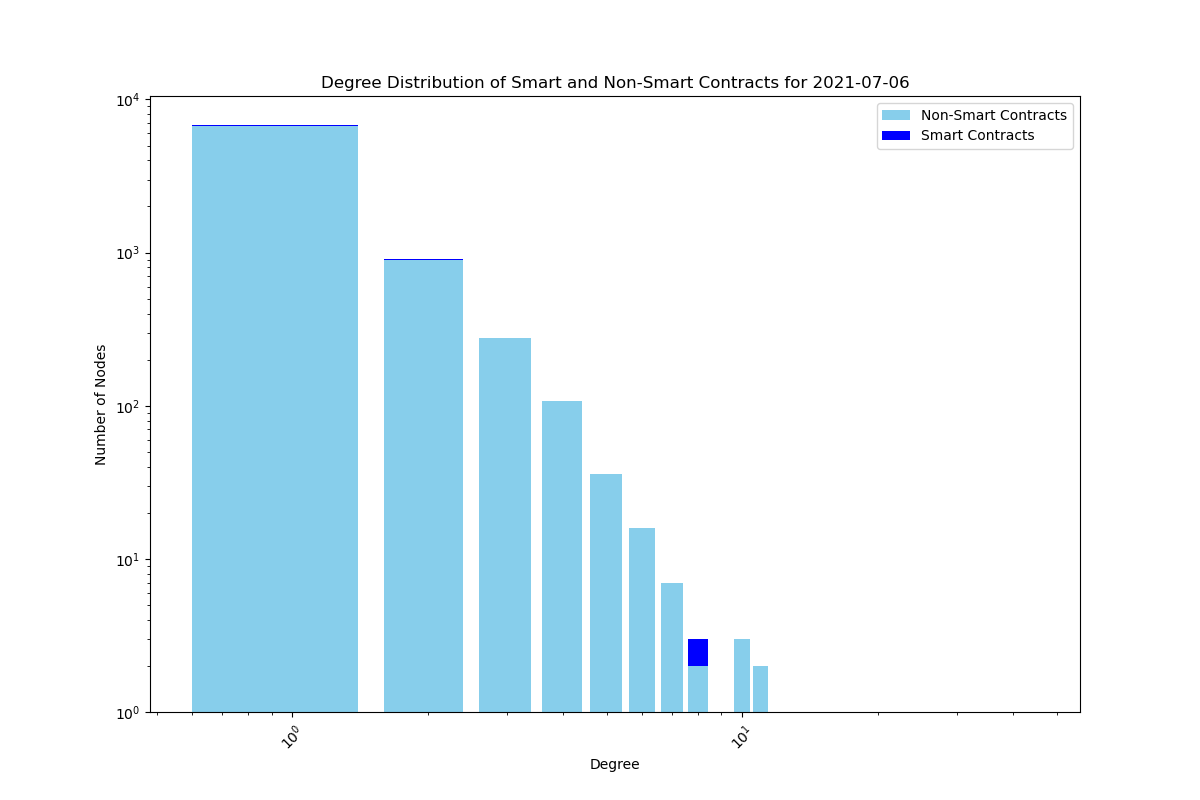 Degree Distribution of Smart and Non-Smart Contracts for 2021-07-06
Non-Smart Contracts
Smart Contracts
Number of Nodes
10⁴
10³
10²
10¹
10⁰
10⁰
10¹
Degree